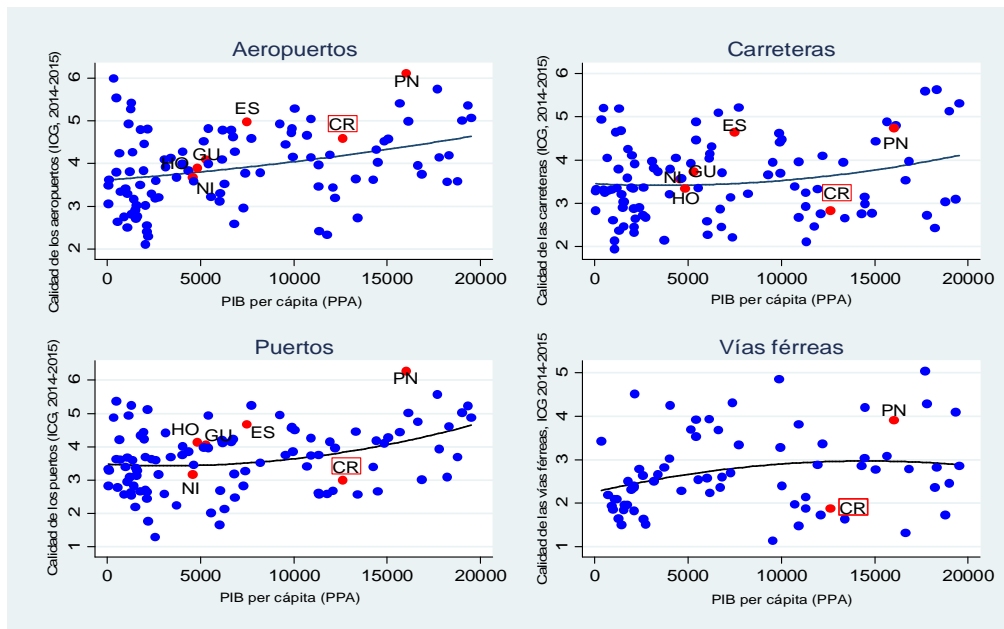 Aeropuertos
Calidad de los aeropuertos (ICG, 2014-2015)
6
5
4
3
2
PN
ES
CR
HO
GU
NI
0
5000
10000
15000
20000
PIB per cápita (PPA)
Carreteras
Calidad de las carreteras (ICG, 2014-2015)
6
5
4
3
2
ES
PN
NI
GU
HO
CR
0
5000
10000
15000
20000
PIB per cápita (PPA)
Puertos
Calidad de los puertos (ICG, 2014-2015)
6
5
4
3
2
1
PN
HO
GU
ES
CR
NI
0
5000
10000
15000
20000
PIB per cápita (PPA)
Vías férreas
Calidad de las vías férreas, ICG 2014-2015
5
4
3
2
1
PN
CR
0
5000
10000
15000
20000
PIB per cápita (PPA)